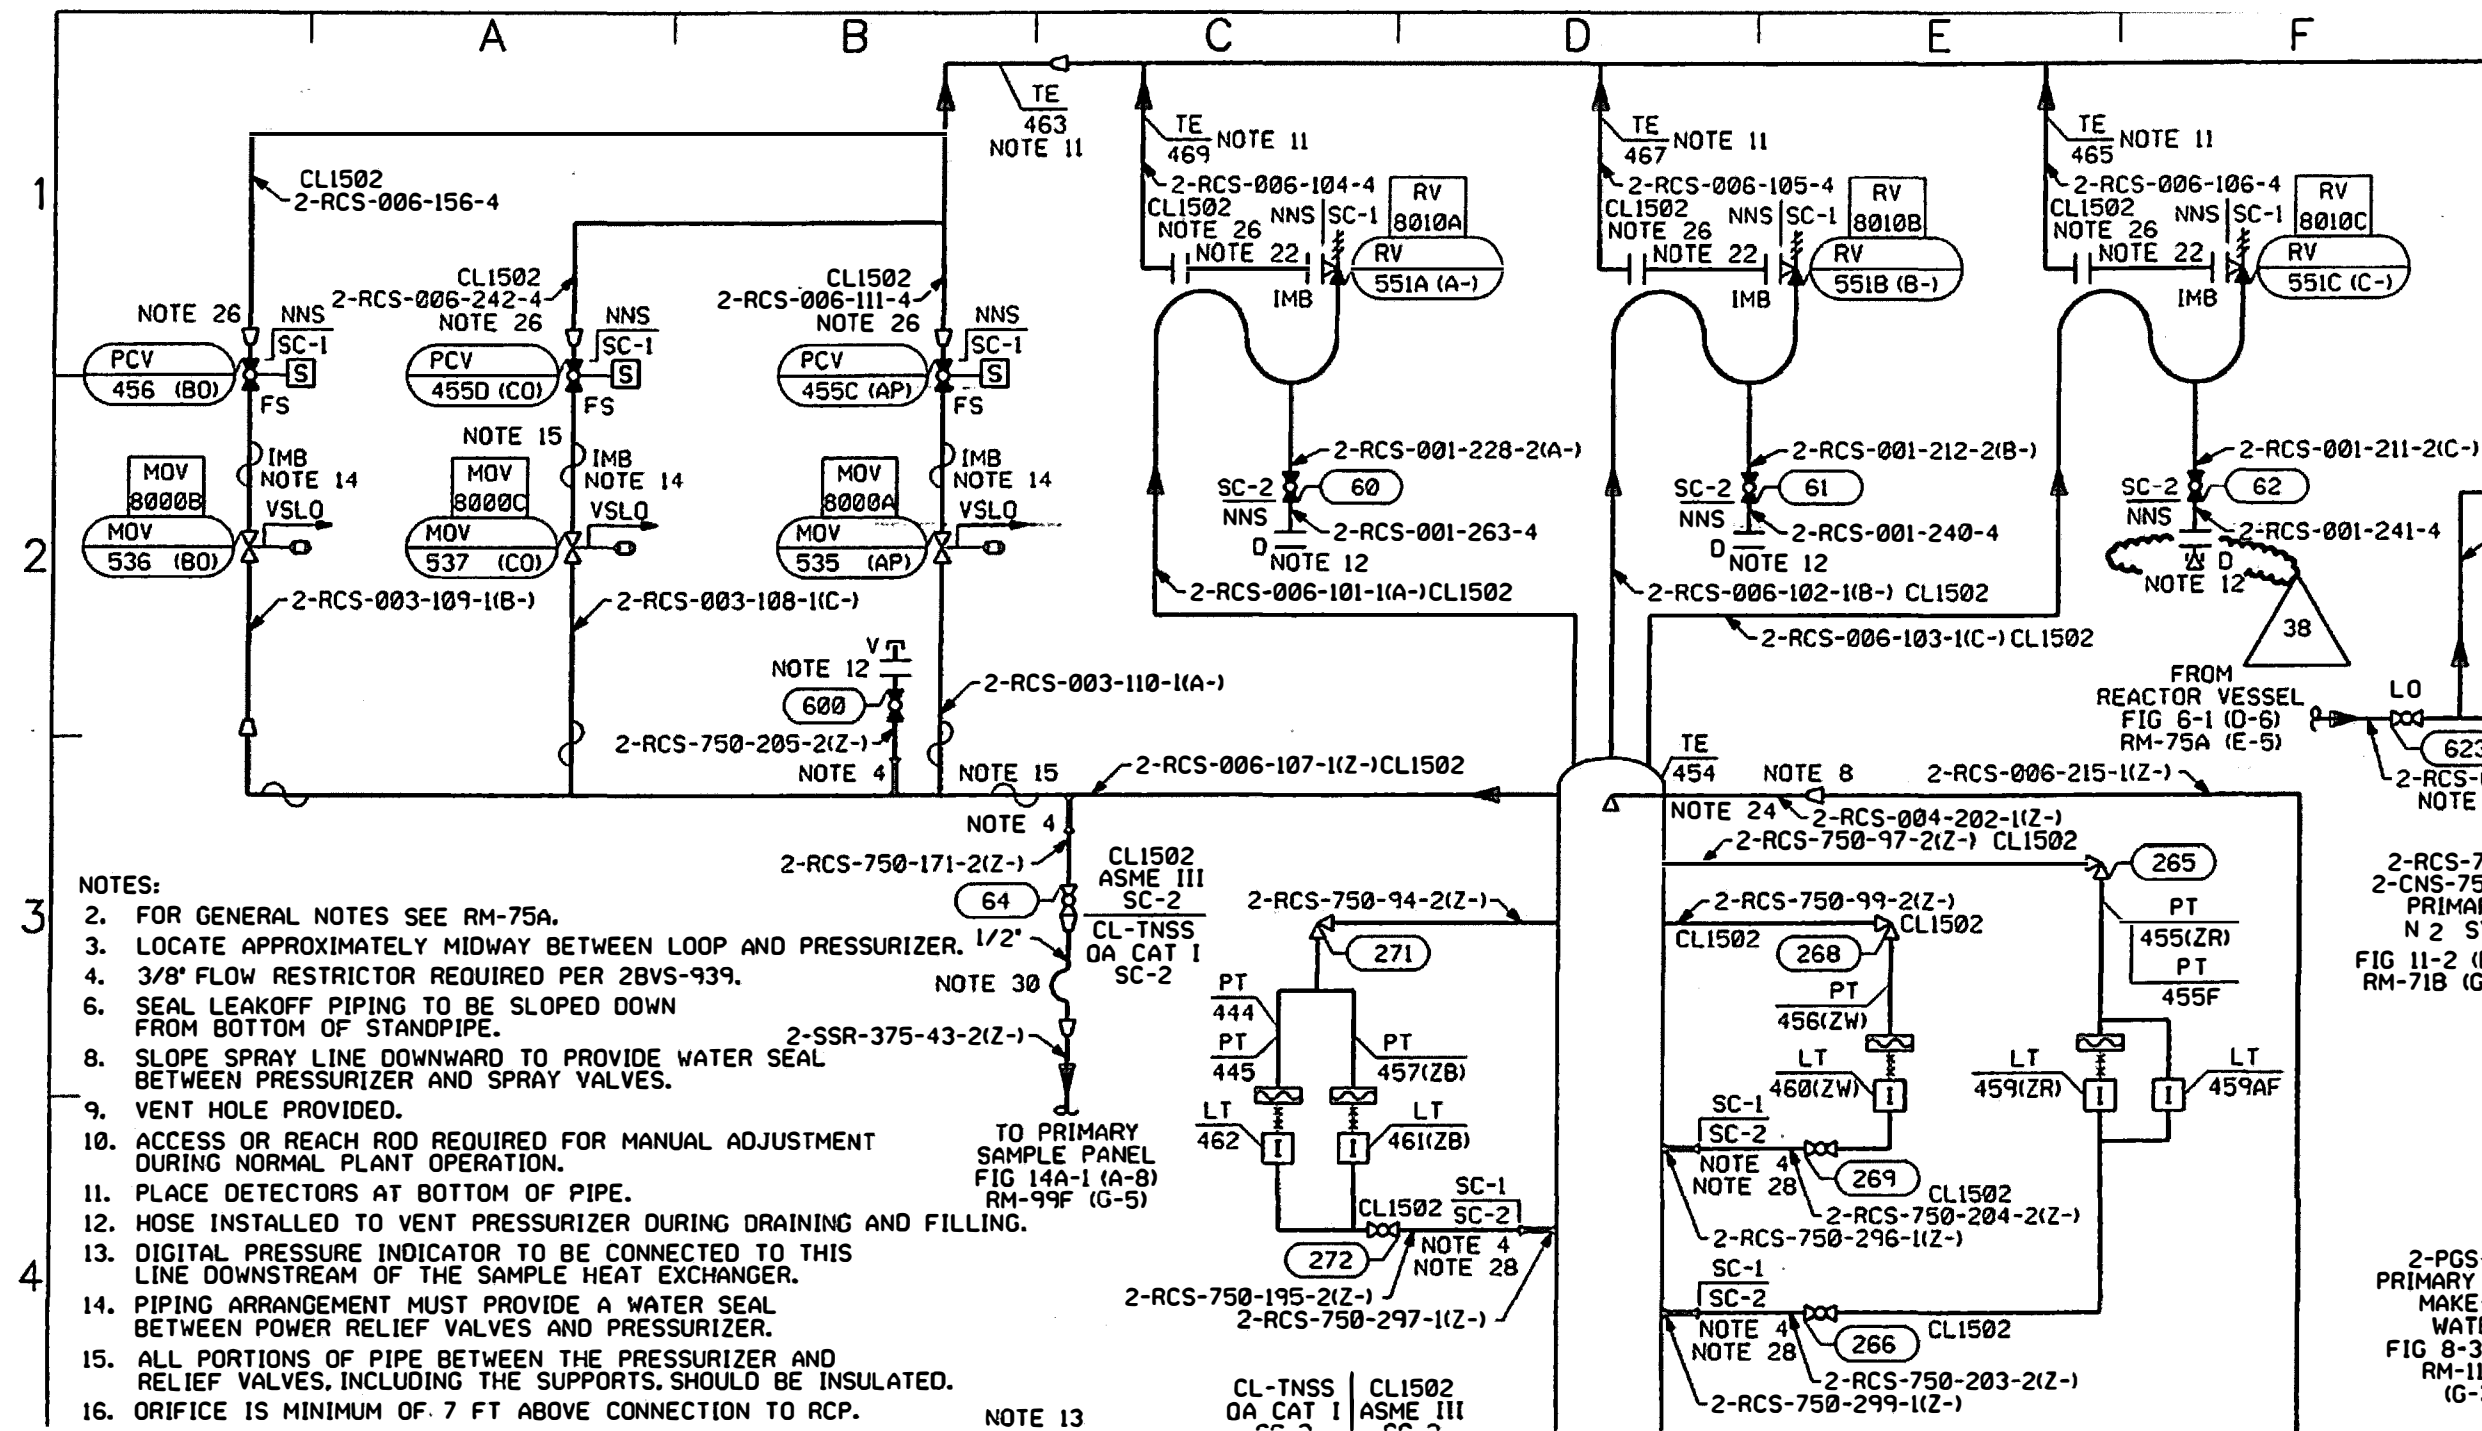 A
B
C
D
E
F
1
2
3
4
TE
463
NOTE 11
TE
469
NOTE 11
TE
467
NOTE 11
TE
465
NOTE 11
CL1502
2-RCS-006-156-4
2-RCS-006-104-4
CL1502
NOTE 26
NOTE 22
NNS
SC-1
RV
8010A
RV
551A (A-)
IMB
2-RCS-006-105-4
CL1502
NOTE 26
NOTE 22
NNS
SC-1
RV
8010B
RV
551B (B-)
IMB
2-RCS-006-106-4
CL1502
NOTE 26
NOTE 22
NNS
SC-1
RV
8010C
RV
551C (C-)
IMB
CL1502
2-RCS-006-242-4
NOTE 26
CL1502
2-RCS-006-111-4
NOTE 26
NOTE 26
NNS
SC-1
PCV
456 (BO)
S
FS
NNS
SC-1
PCV
455D (CO)
S
FS
NNS
SC-1
PCV
455C (AP)
S
FS
NOTE 15
IMB
NOTE 14
IMB
NOTE 14
IMB
NOTE 14
MOV
8000B
VSLO
MOV
536 (BO)
MOV
8000C
VSLO
MOV
537 (CO)
MOV
8000A
VSLO
MOV
535 (AP)
2-RCS-001-228-2(A-)
SC-2
NNS
60
2-RCS-001-263-4
D
NOTE 12
2-RCS-006-101-1(A-)CL1502
2-RCS-001-212-2(B-)
SC-2
NNS
61
2-RCS-001-240-4
D
NOTE 12
2-RCS-006-102-1(B-) CL1502
2-RCS-001-211-2(C-)
SC-2
NNS
62
2-RCS-001-241-4
D
NOTE 12
38
2-RCS-006-103-1(C-) CL1502
2-RCS-003-109-1(B-)
2-RCS-003-108-1(C-)
V
NOTE 12
600
2-RCS-003-110-1(A-)
2-RCS-750-205-2(Z-)
NOTE 4
NOTE 15
2-RCS-006-107-1(Z-)CL1502
TE
454
NOTE 8
2-RCS-006-215-1(Z-)
NOTE 24
2-RCS-004-202-1(Z-)
FROM
REACTOR VESSEL
FIG 6-1 (D-6)
RM-75A (E-5)
LO
623
2-RCS-
NOTE
NOTE 4
2-RCS-750-171-2(Z-)
64
CL1502
ASME III
SC-2
CL-TNSS
QA CAT I
SC-2
1/2"
NOTE 30
2-SSR-375-43-2(Z-)
TO PRIMARY
SAMPLE PANEL
FIG 14A-1 (A-8)
RM-99F (G-5)
2-RCS-750-97-2(Z-) CL1502
265
2-RCS-750-94-2(Z-)
271
2-RCS-750-99-2(Z-)
CL1502
CL1502
268
PT
455(ZR)
PT
455F
PT
444
PT
445
PT
457(ZB)
LT
462
LT
461(ZB)
PT
456(ZW)
LT
460(ZW)
LT
459(ZR)
LT
459AF
I
I
I
I
I
CL1502
SC-1
SC-2
NOTE 4
NOTE 28
272
2-RCS-750-195-2(Z-)
2-RCS-750-297-1(Z-)
SC-1
SC-2
NOTE 4
NOTE 28
269
CL1502
2-RCS-750-204-2(Z-)
2-RCS-750-296-1(Z-)
SC-1
SC-2
NOTE 4
NOTE 28
266
CL1502
2-RCS-750-203-2(Z-)
2-RCS-750-299-1(Z-)
2-RCS-7
2-CNS-75
PRIMAR
N 2 S
FIG 11-2
RM-71B (G
2-PGS-
PRIMARY
MAKE-
WATE
FIG 8-3
RM-11
(G-
NOTES:
2. FOR GENERAL NOTES SEE RM-75A.
3. LOCATE APPROXIMATELY MIDWAY BETWEEN LOOP AND PRESSURIZER.
4. 3/8" FLOW RESTRICTOR REQUIRED PER 2BVS-939.
6. SEAL LEAKOFF PIPING TO BE SLOPED DOWN
FROM BOTTOM OF STANDPIPE.
8. SLOPE SPRAY LINE DOWNWARD TO PROVIDE WATER SEAL
BETWEEN PRESSURIZER AND SPRAY VALVES.
9. VENT HOLE PROVIDED.
10. ACCESS OR REACH ROD REQUIRED FOR MANUAL ADJUSTMENT
DURING NORMAL PLANT OPERATION.
11. PLACE DETECTORS AT BOTTOM OF PIPE.
12. HOSE INSTALLED TO VENT PRESSURIZER DURING DRAINING AND FILLING.
13. DIGITAL PRESSURE INDICATOR TO BE CONNECTED TO THIS
LINE DOWNSTREAM OF THE SAMPLE HEAT EXCHANGER.
14. PIPING ARRANGEMENT MUST PROVIDE A WATER SEAL
BETWEEN POWER RELIEF VALVES AND PRESSURIZER.
15. ALL PORTIONS OF PIPE BETWEEN THE PRESSURIZER AND
RELIEF VALVES, INCLUDING THE SUPPORTS, SHOULD BE INSULATED.
16. ORIFICE IS MINIMUM OF 7 FT ABOVE CONNECTION TO RCP.
NOTE 13
CL-TNSS
QA CAT I
CL1502
ASME III